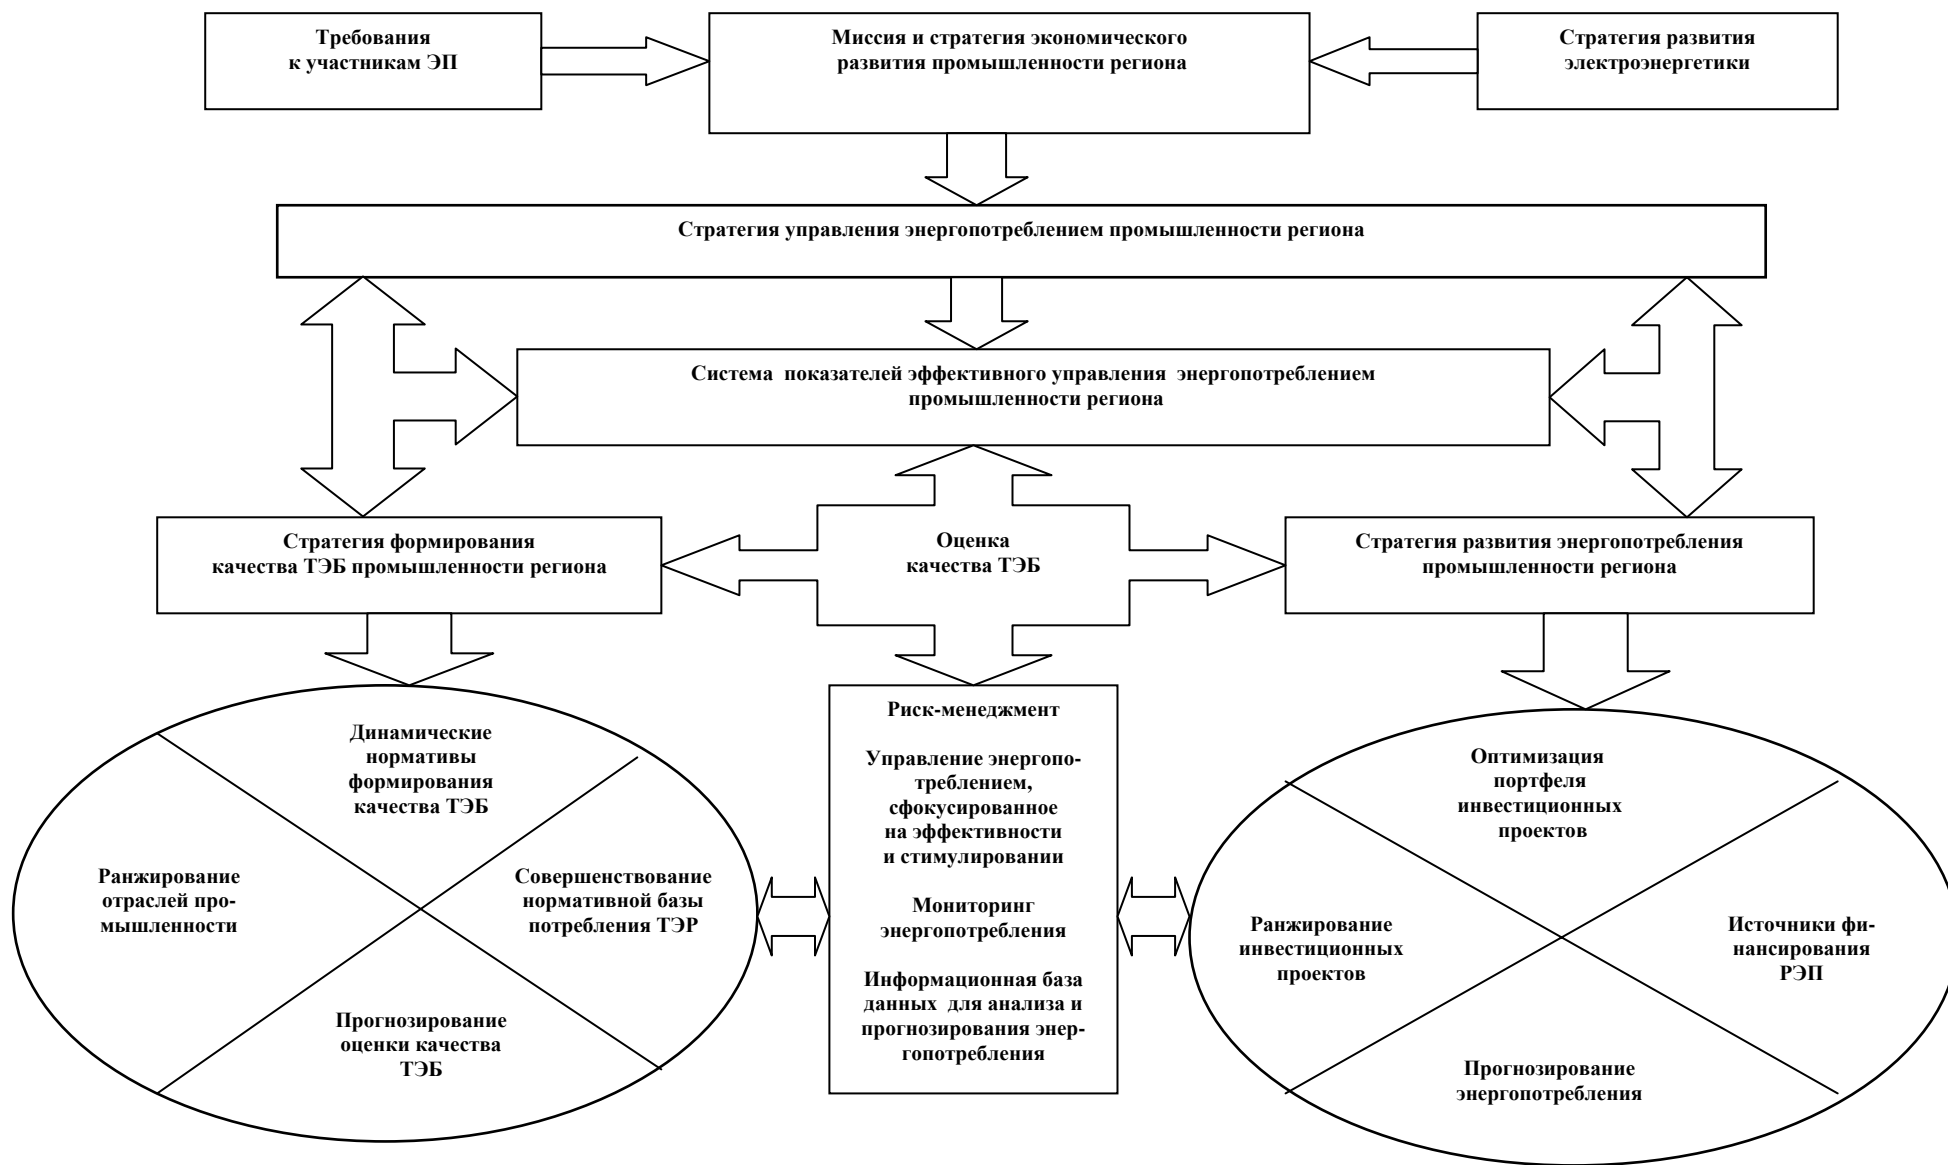 Требования
к участникам ЭП
Миссия и стратегия экономического
развития промышленности региона
Стратегия развития
электроэнергетики
Стратегия управления энергопотреблением промышленности региона
Система показателей эффективного управления энергопотреблением
промышленности региона
Стратегия формирования
качества ТЭБ промышленности региона
Оценка
качества ТЭБ
Стратегия развития энергопотребления
промышленности региона
Динамические
нормативы
формирования
качества ТЭБ
Ранжирование
отраслей про-
мышленности
Совершенствование
нормативной базы
потребления ТЭР
Прогнозирование
оценки качества
ТЭБ
Риск-менеджмент
Управление энергопо-
треблением,
сфокусированное
на эффективности
и стимулировании
Мониторинг
энергопотребления
Информационная база
данных для анализа и
прогнозирования энер-
гопотребления
Оптимизация
портфеля
инвестиционных
проектов
Ранжирование
инвестиционных
проектов
Источники фи-
нансирования
РЭП
Прогнозирование
энергопотребления